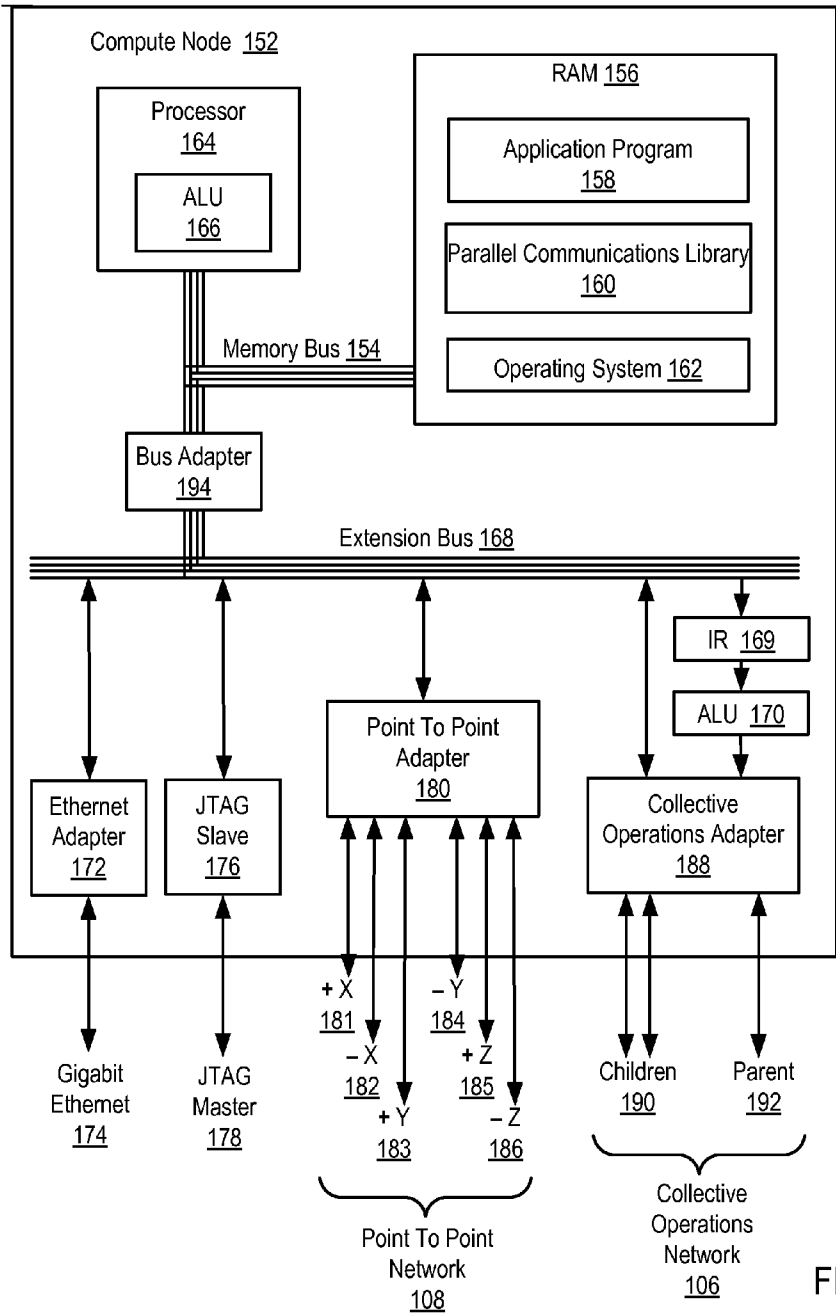 Compute Node 152
RAM 156
Processor
164
ALU
166
Application Program
158
Parallel Communications Library
160
Operating System 162
Memory Bus 154
Bus Adapter
194
Extension Bus 168
IR 169
ALU 170
Point To Point
Adapter
180
Ethernet
Adapter
172
JTAG
Slave
176
Collective
Operations Adapter
188
+ X
181
– X
182
+ Y
183
– Y
184
+ Z
185
– Z
186
Gigabit
Ethernet
174
JTAG
Master
178
Children
190
Parent
192
Point To Point
Network
108
Collective
Operations
Network
106